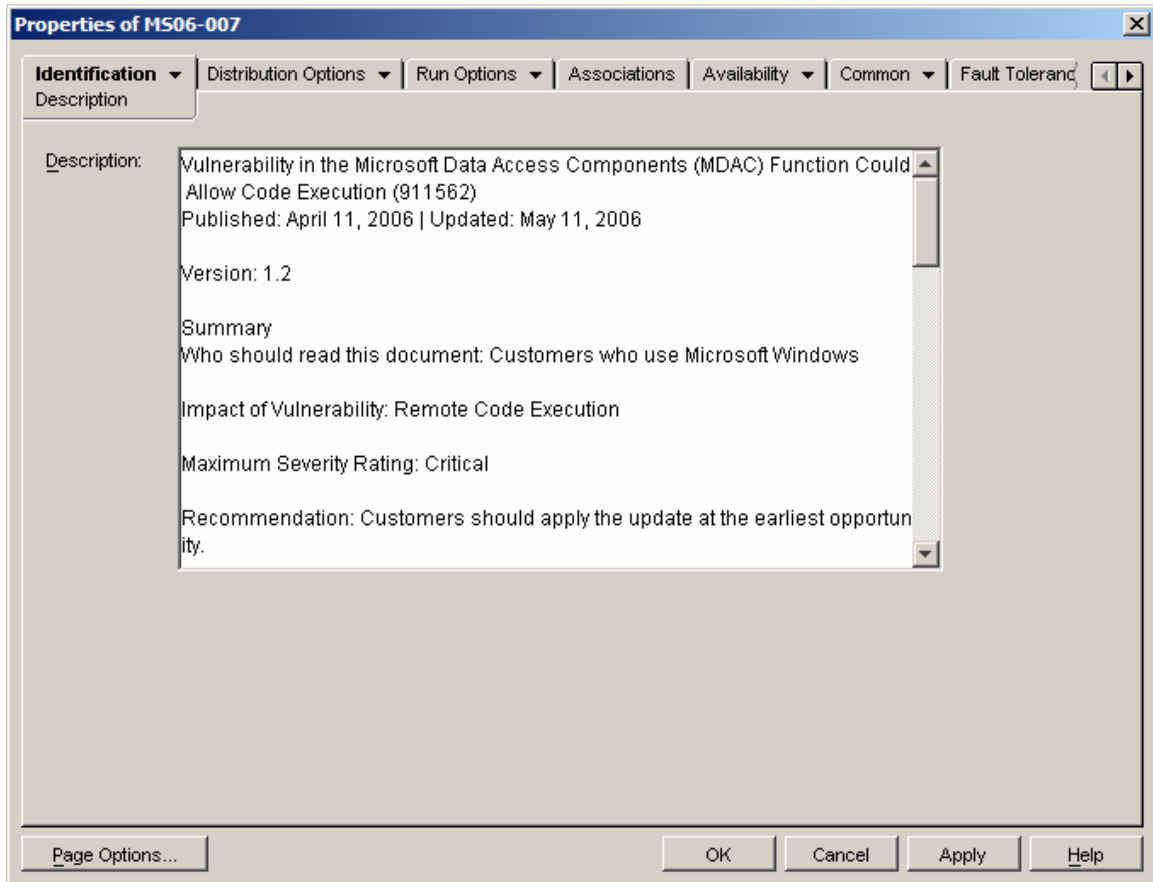 Properties of MS06-007
Identification
Distribution Options
Run Options
Associations
Availability
Common
Fault Toleranc
Description
Description:
Vulnerability in the Microsoft Data Access Components (MDAC) Function Could
Allow Code Execution (911562)
Published: April 11, 2006 | Updated: May 11, 2006
Version: 1.2
Summary
Who should read this document: Customers who use Microsoft Windows
Impact of Vulnerability: Remote Code Execution
Maximum Severity Rating: Critical
Recommendation: Customers should apply the update at the earliest opportun
ity.
Page Options...
OK
Cancel
Apply
Help